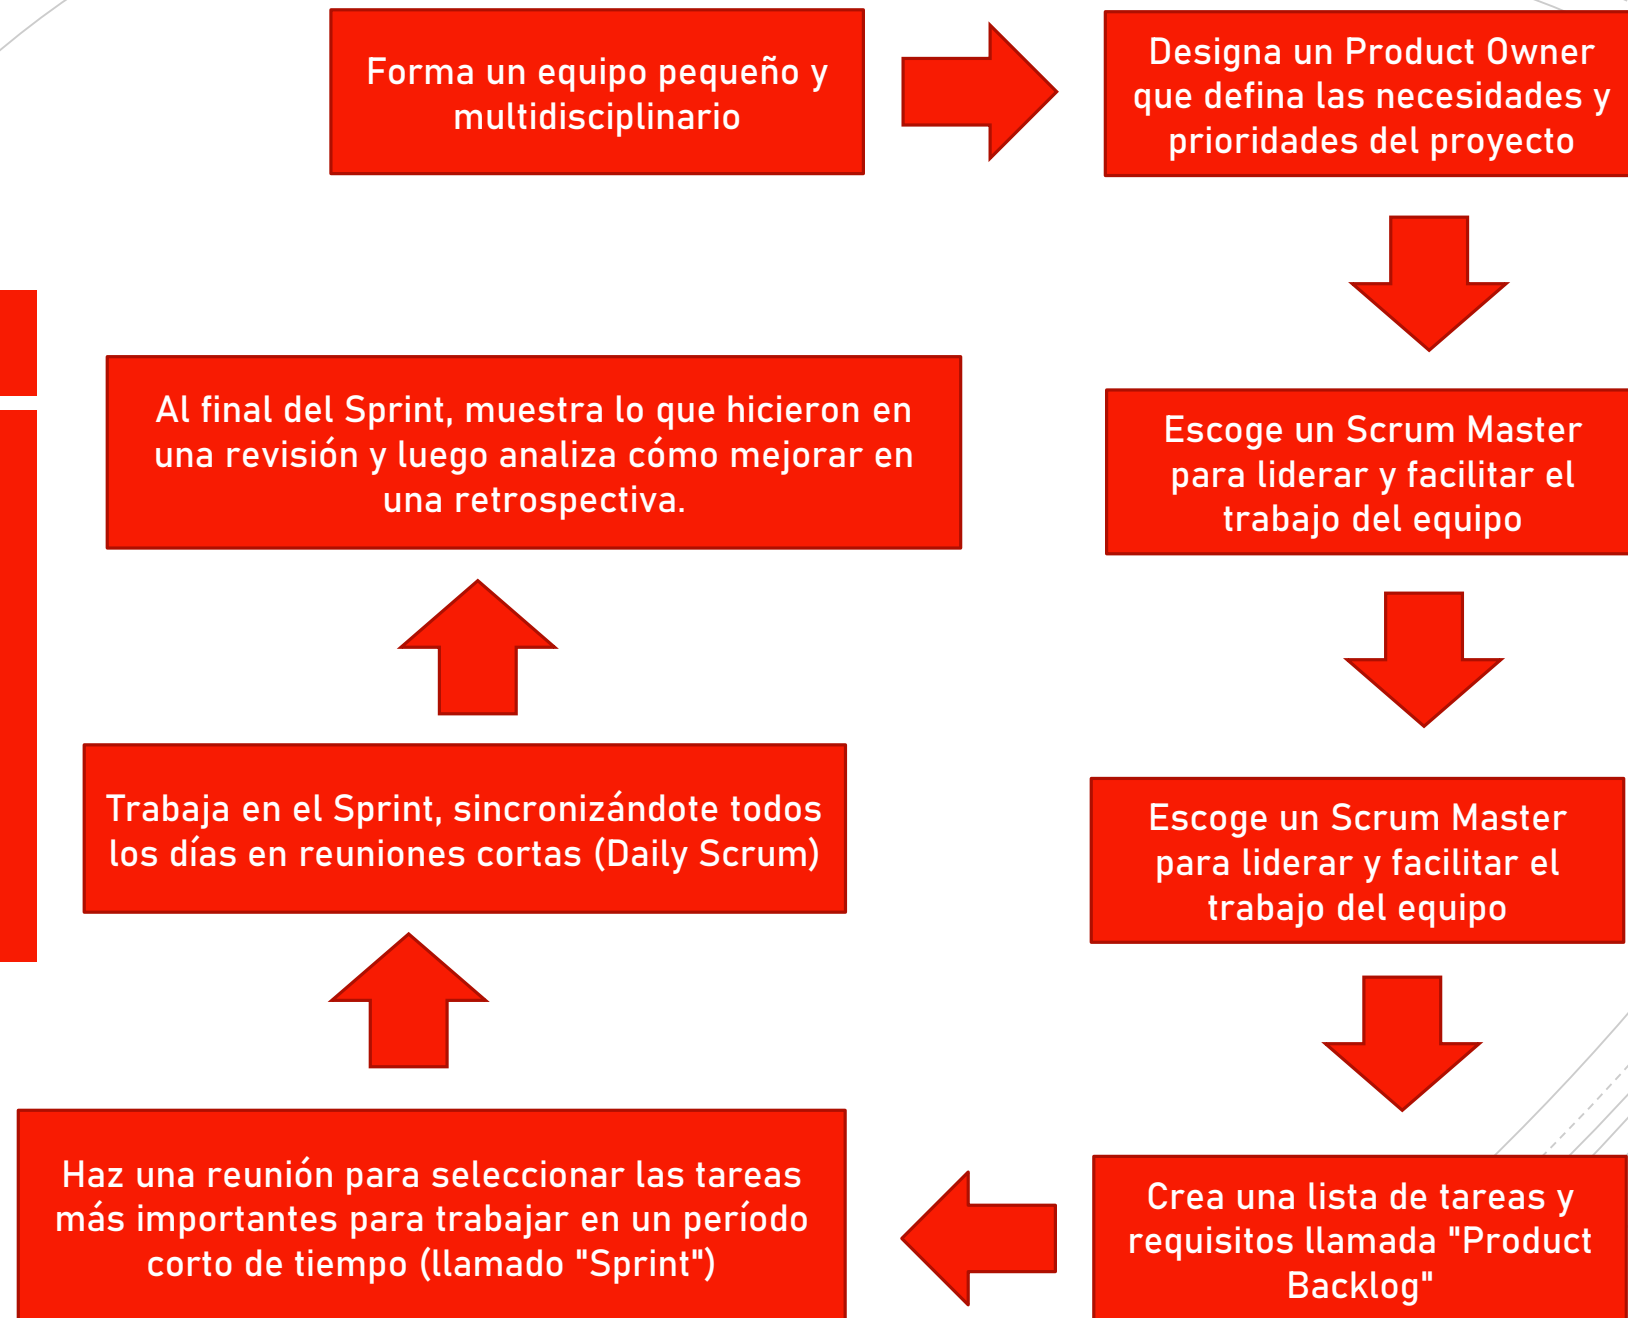 Forma un equipo pequeño y
multidisciplinario
Designa un Product Owner
que defina las necesidades y
prioridades del proyecto
Escoge un Scrum Master
para liderar y facilitar el
trabajo del equipo
Escoge un Scrum Master
para liderar y facilitar el
trabajo del equipo
Crea una lista de tareas y
requisitos llamada "Product
Backlog"
Haz una reunión para seleccionar las tareas
más importantes para trabajar en un período
corto de tiempo (llamado "Sprint")
Trabaja en el Sprint, sincronizándote todos
los días en reuniones cortas (Daily Scrum)
Al final del Sprint, muestra lo que hicieron en
una revisión y luego analiza cómo mejorar en
una retrospectiva.